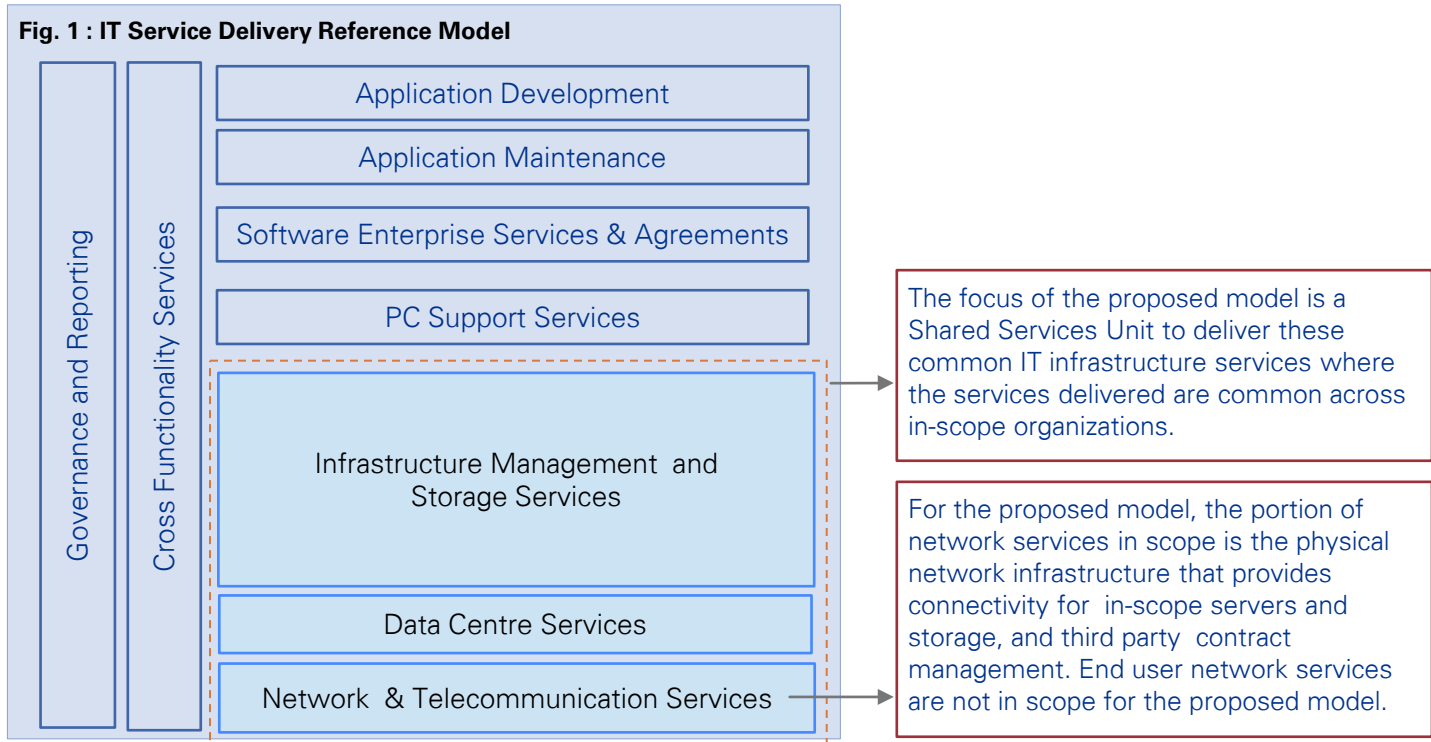 Fig. 1 : IT Service Delivery Reference Model
Governance and Reporting
Cross Functionality Services
Application Development
Application Maintenance
Software Enterprise Services & Agreements
PC Support Services
Infrastructure Management and
Storage Services
Data Centre Services
Network & Telecommunication Services
The focus of the proposed model is a
Shared Services Unit to deliver these
common IT infrastructure services where
the services delivered are common across
in-scope organizations.
For the proposed model, the portion of
network services in scope is the physical
network infrastructure that provides
connectivity for in-scope servers and
storage, and third party contract
management. End user network services
are not in scope for the proposed model.